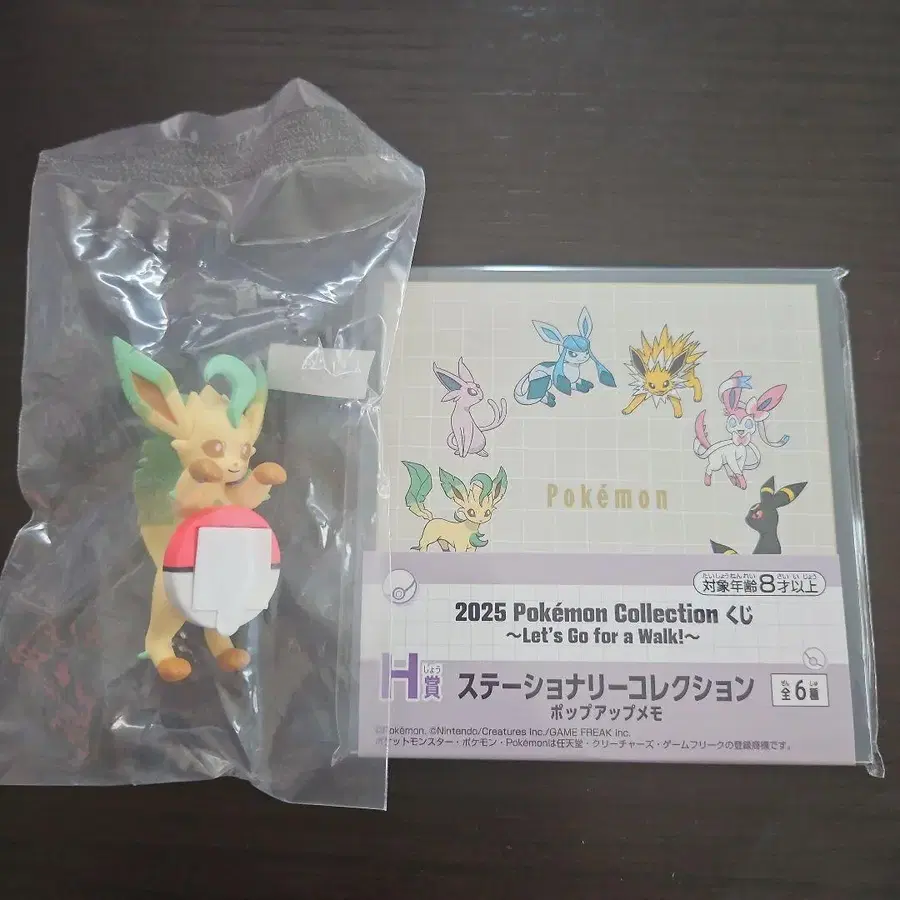 Pokémon
たいしょうねんれい さい いじょう
対象年齢8才以上
2025 Pokémon Collection くじ
～Let's Go for a Walk!～
しょう
H賞 ステーショナリーコレクション
ポップアップメモ
ぜん しゅ
全6種
©Pokémon. ©Nintendo/Creatures Inc./GAME FREAK Inc.
ポケットモンスター・ポケモン・Pokémonは任天堂・クリーチャーズ・ゲームフリークの登録商標です。